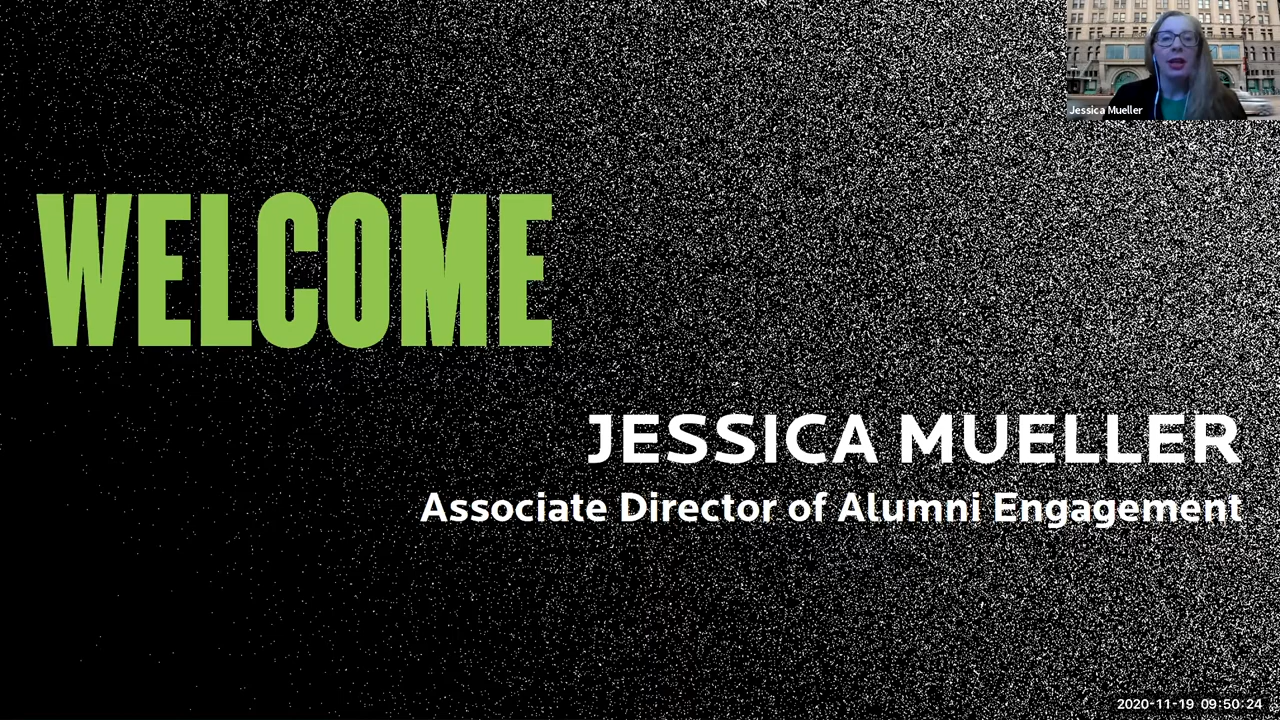 Jessica Mueller
WELCOME
JESSICA MUELLER
Associate Director of Alumni Engagement
2020-11-19 09:50:24